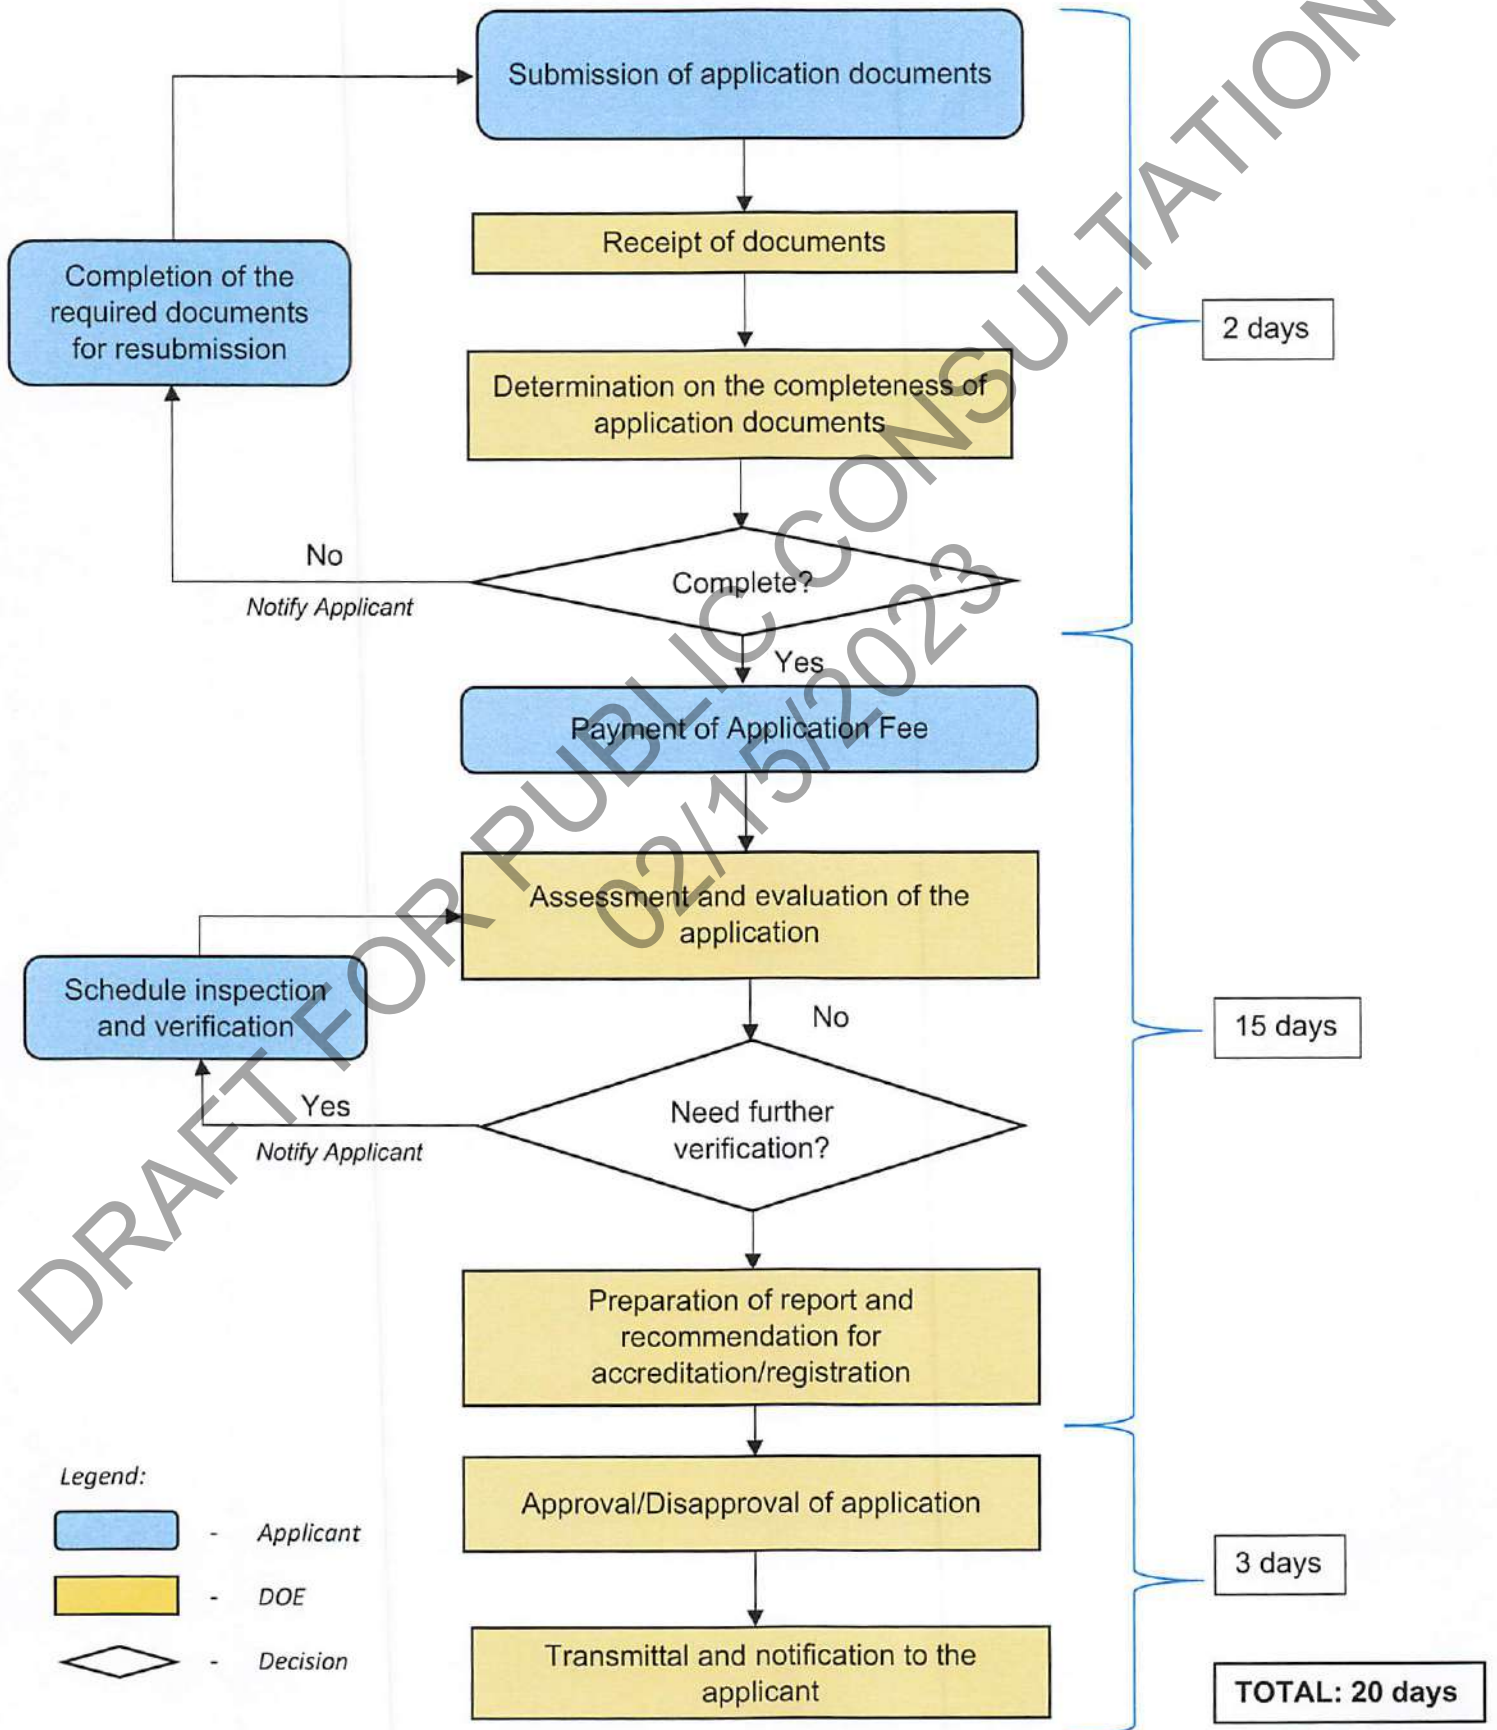 Submission of application documents
Receipt of documents
Completion of the
required documents
for resubmission
2 days
Determination on the completeness of
application documents
No
Complete?
Notify Applicant
Yes
Payment of Application Fee
Assessment and evaluation of the
application
Schedule inspection
and verification
No
15 days
Yes
Need further
verification?
Notify Applicant
Preparation of report and
recommendation for
accreditation/registration
Legend:
Approval/Disapproval of application
- Applicant
3 days
- DOE
Transmittal and notification to the
applicant
- Decision
TOTAL: 20 days
DRAFT FOR PUBLIC CONSULTATION
02/15/2023